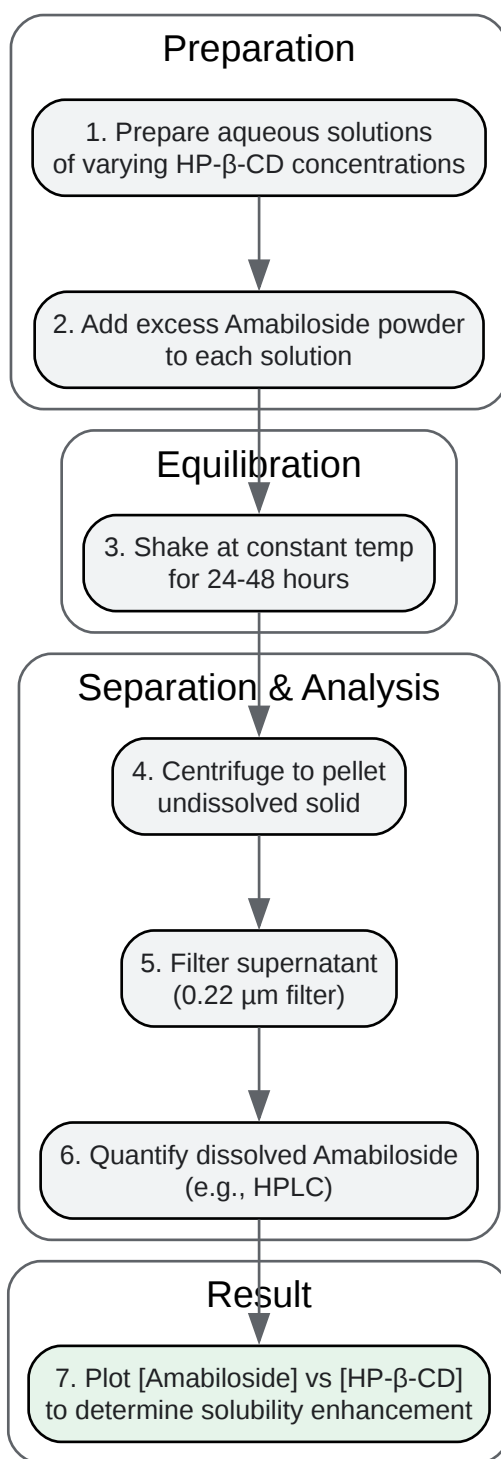 Preparation
1. Prepare aqueous solutions
of varying HP-β-CD concentrations
2. Add excess Amabiloside powder
to each solution
Equilibration
3. Shake at constant temp
for 24-48 hours
Separation & Analysis
4. Centrifuge to pellet
undissolved solid
5. Filter supernatant
(0.22 µm filter)
6. Quantify dissolved Amabiloside
(e.g., HPLC)
Result
7. Plot [Amabiloside] vs [HP-β-CD]
to determine solubility enhancement